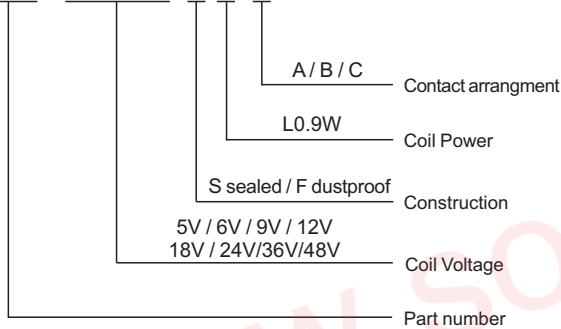 A / B / C
Contact arrangment
L0.9W
Coil Power
S sealed / F dustproof
Construction
5V / 6V / 9V / 12V
18V / 24V/36V/48V
Coil Voltage
Part number